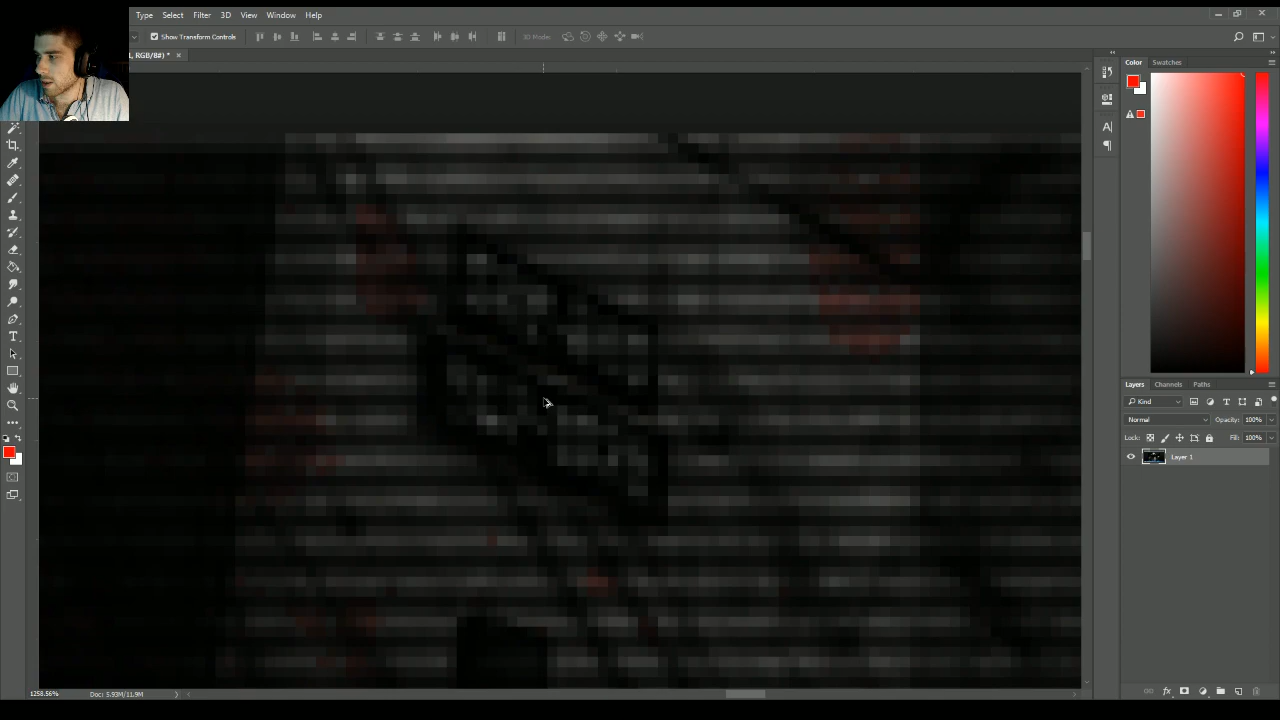 Type Select Filter 3D View Window Help
Show Transform Controls 3D Mode:
RGB/8#) * ×
Color Swatches
Layers Channels Paths
Kind
Normal Opacity: 100%
Lock: Fill: 100%
Layer 1
1258.56% Doc: 5.93M/11.9M